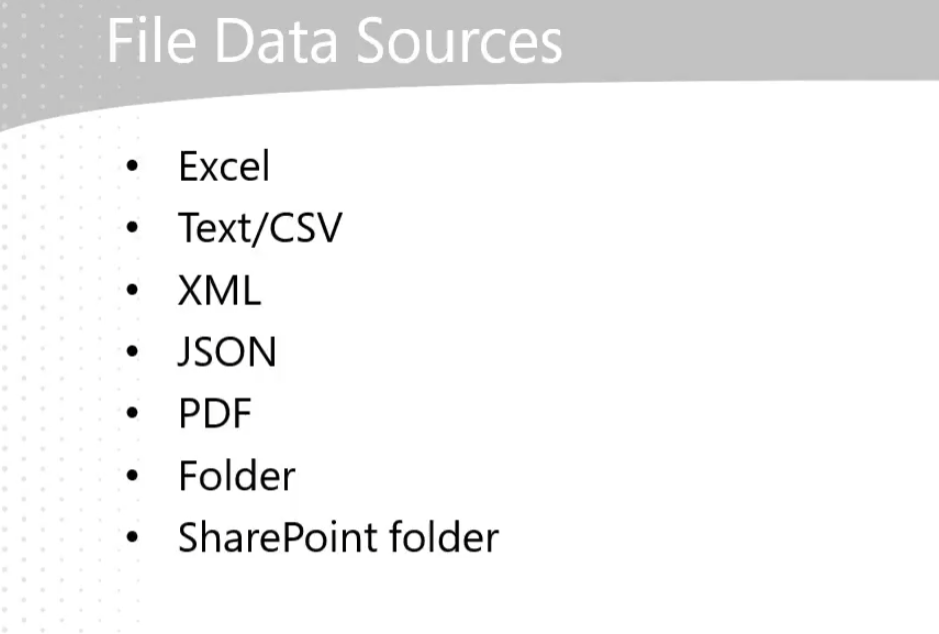 File Data Sources
• Excel
• Text/CSV
• XML
• JSON
• PDF
• Folder
• SharePoint folder